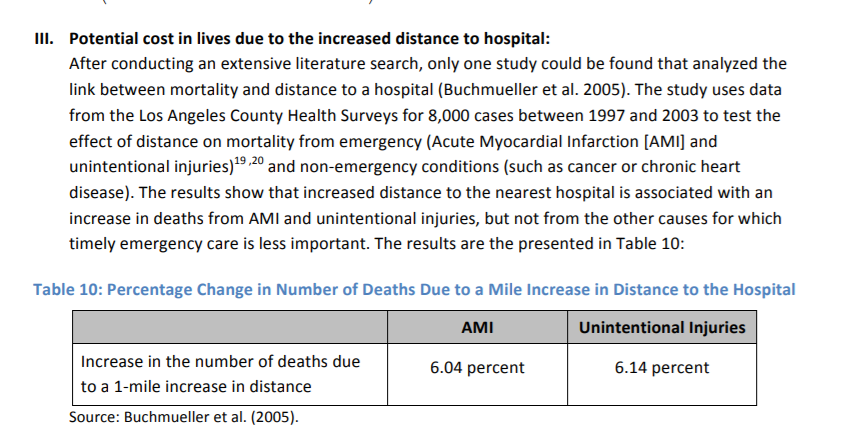 III. Potential cost in lives due to the increased distance to hospital:
After conducting an extensive literature search, only one study could be found that analyzed the
link between mortality and distance to a hospital (Buchmueller et al. 2005). The study uses data
from the Los Angeles County Health Surveys for 8,000 cases between 1997 and 2003 to test the
effect of distance on mortality from emergency (Acute Myocardial Infarction [AMI] and
unintentional injuries)19,20 and non-emergency conditions (such as cancer or chronic heart
disease). The results show that increased distance to the nearest hospital is associated with an
increase in deaths from AMI and unintentional injuries, but not from the other causes for which
timely emergency care is less important. The results are the presented in Table 10:
Table 10: Percentage Change in Number of Deaths Due to a Mile Increase in Distance to the Hospital
AMI Unintentional Injuries
Increase in the number of deaths due
to a 1-mile increase in distance
6.04 percent 6.14 percent
Source: Buchmueller et al. (2005).